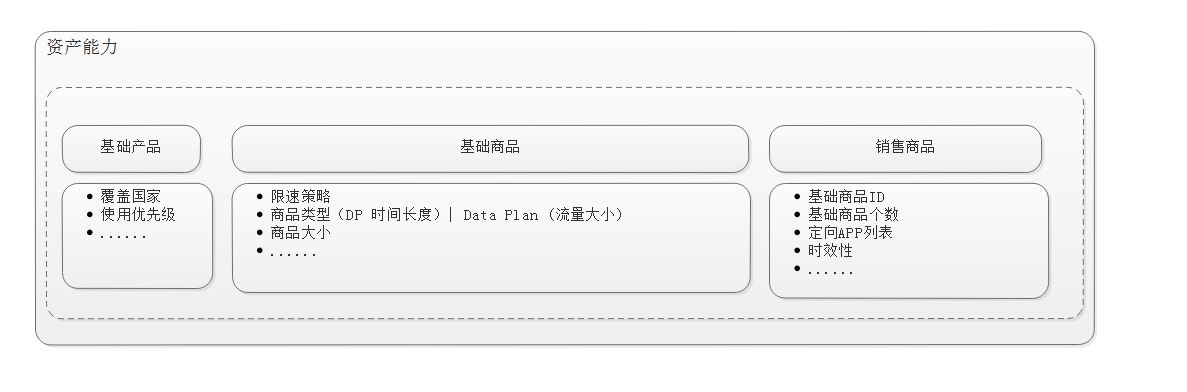 资产能力
基础产品
基础商品
销售商品
覆盖国家
使用优先级
......
限速策略
商品类型（DP 时间长度）| Data Plan（流量大小）
商品大小
......
基础商品ID
基础商品个数
定向APP列表
时效性
......